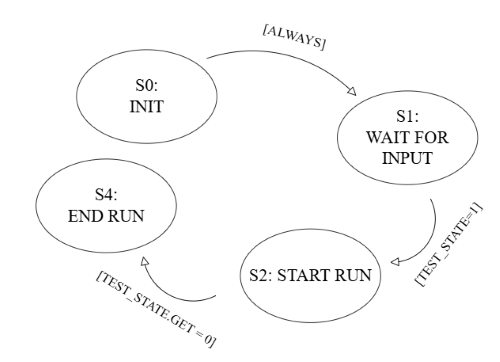 [ALWAYS]
S0:
INIT
S1:
WAIT FOR
INPUT
S4:
END RUN
[TEST_STATE=1]
S2: START RUN
[TEST_STATE.GET = 0]